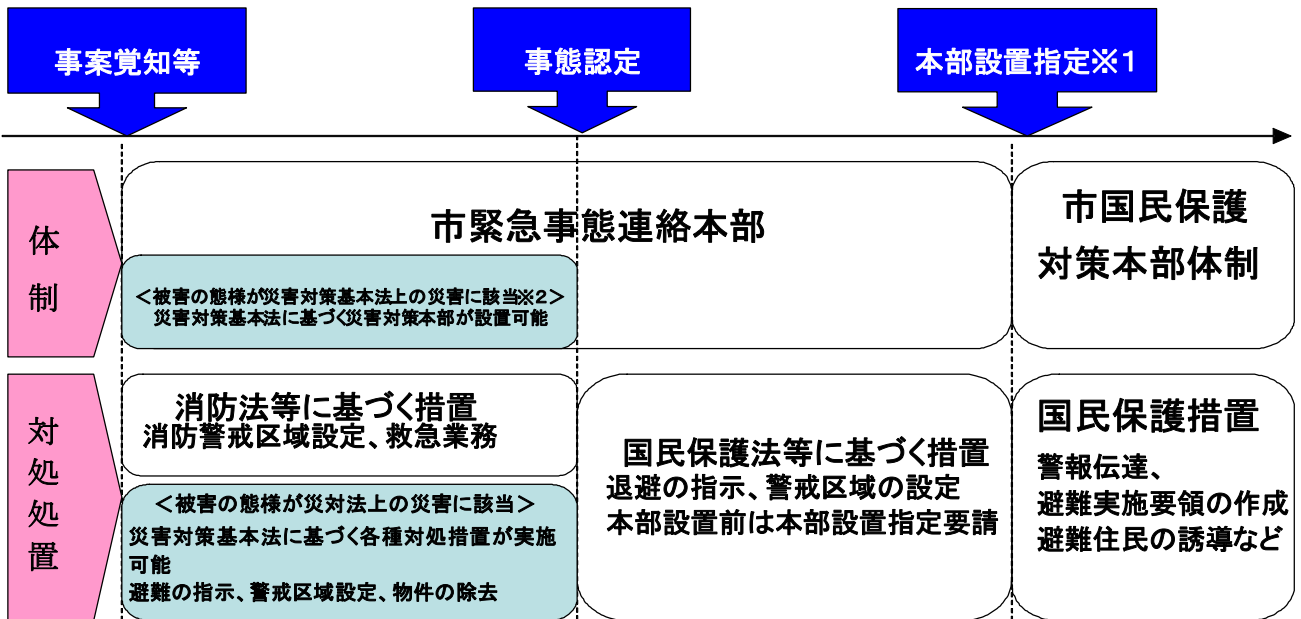 事案覚知等
事態認定
本部設置指定※1
体
制
市緊急事態連絡本部
＜被害の態様が災害対策基本法上の災害に該当※2＞
災害対策基本法に基づく災害対策本部が設置可能
市国民保護
対策本部体制
対
処
処
置
消防法等に基づく措置
消防警戒区域設定、救急業務
＜被害の態様が災対法上の災害に該当＞
災害対策基本法に基づく各種対処措置が実施
可能
避難の指示、警戒区域設定、物件の除去
国民保護法等に基づく措置
退避の指示、警戒区域の設定
本部設置前は本部設置指定要請
国民保護措置
警報伝達、
避難実施要領の作成
避難住民の誘導など